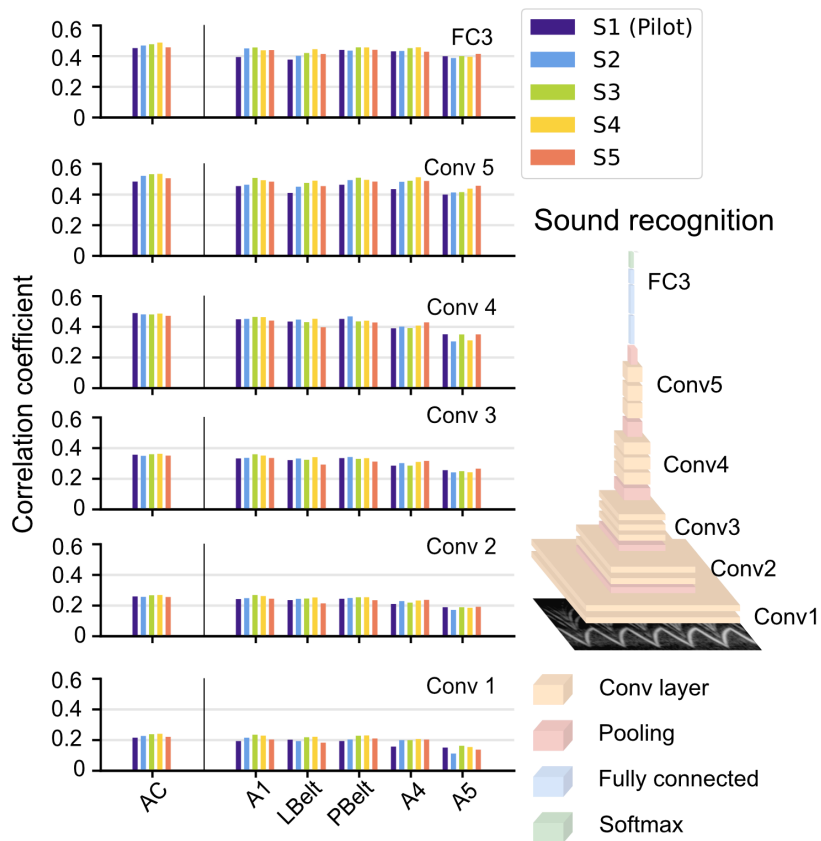 Correlation coefficient
0.6
0.4
0.2
0
FC3
0.6
0.4
0.2
0
Conv 5
0.6
0.4
0.2
0
Conv 4
0.6
0.4
0.2
0
Conv 3
0.6
0.4
0.2
0
Conv 2
0.6
0.4
0.2
0
Conv 1
AC
A1
LBelt
PBelt
A4
A5
S1 (Pilot)
S2
S3
S4
S5
Sound recognition
FC3
Conv5
Conv4
Conv3
Conv2
Conv1
Conv layer
Pooling
Fully connected
Softmax